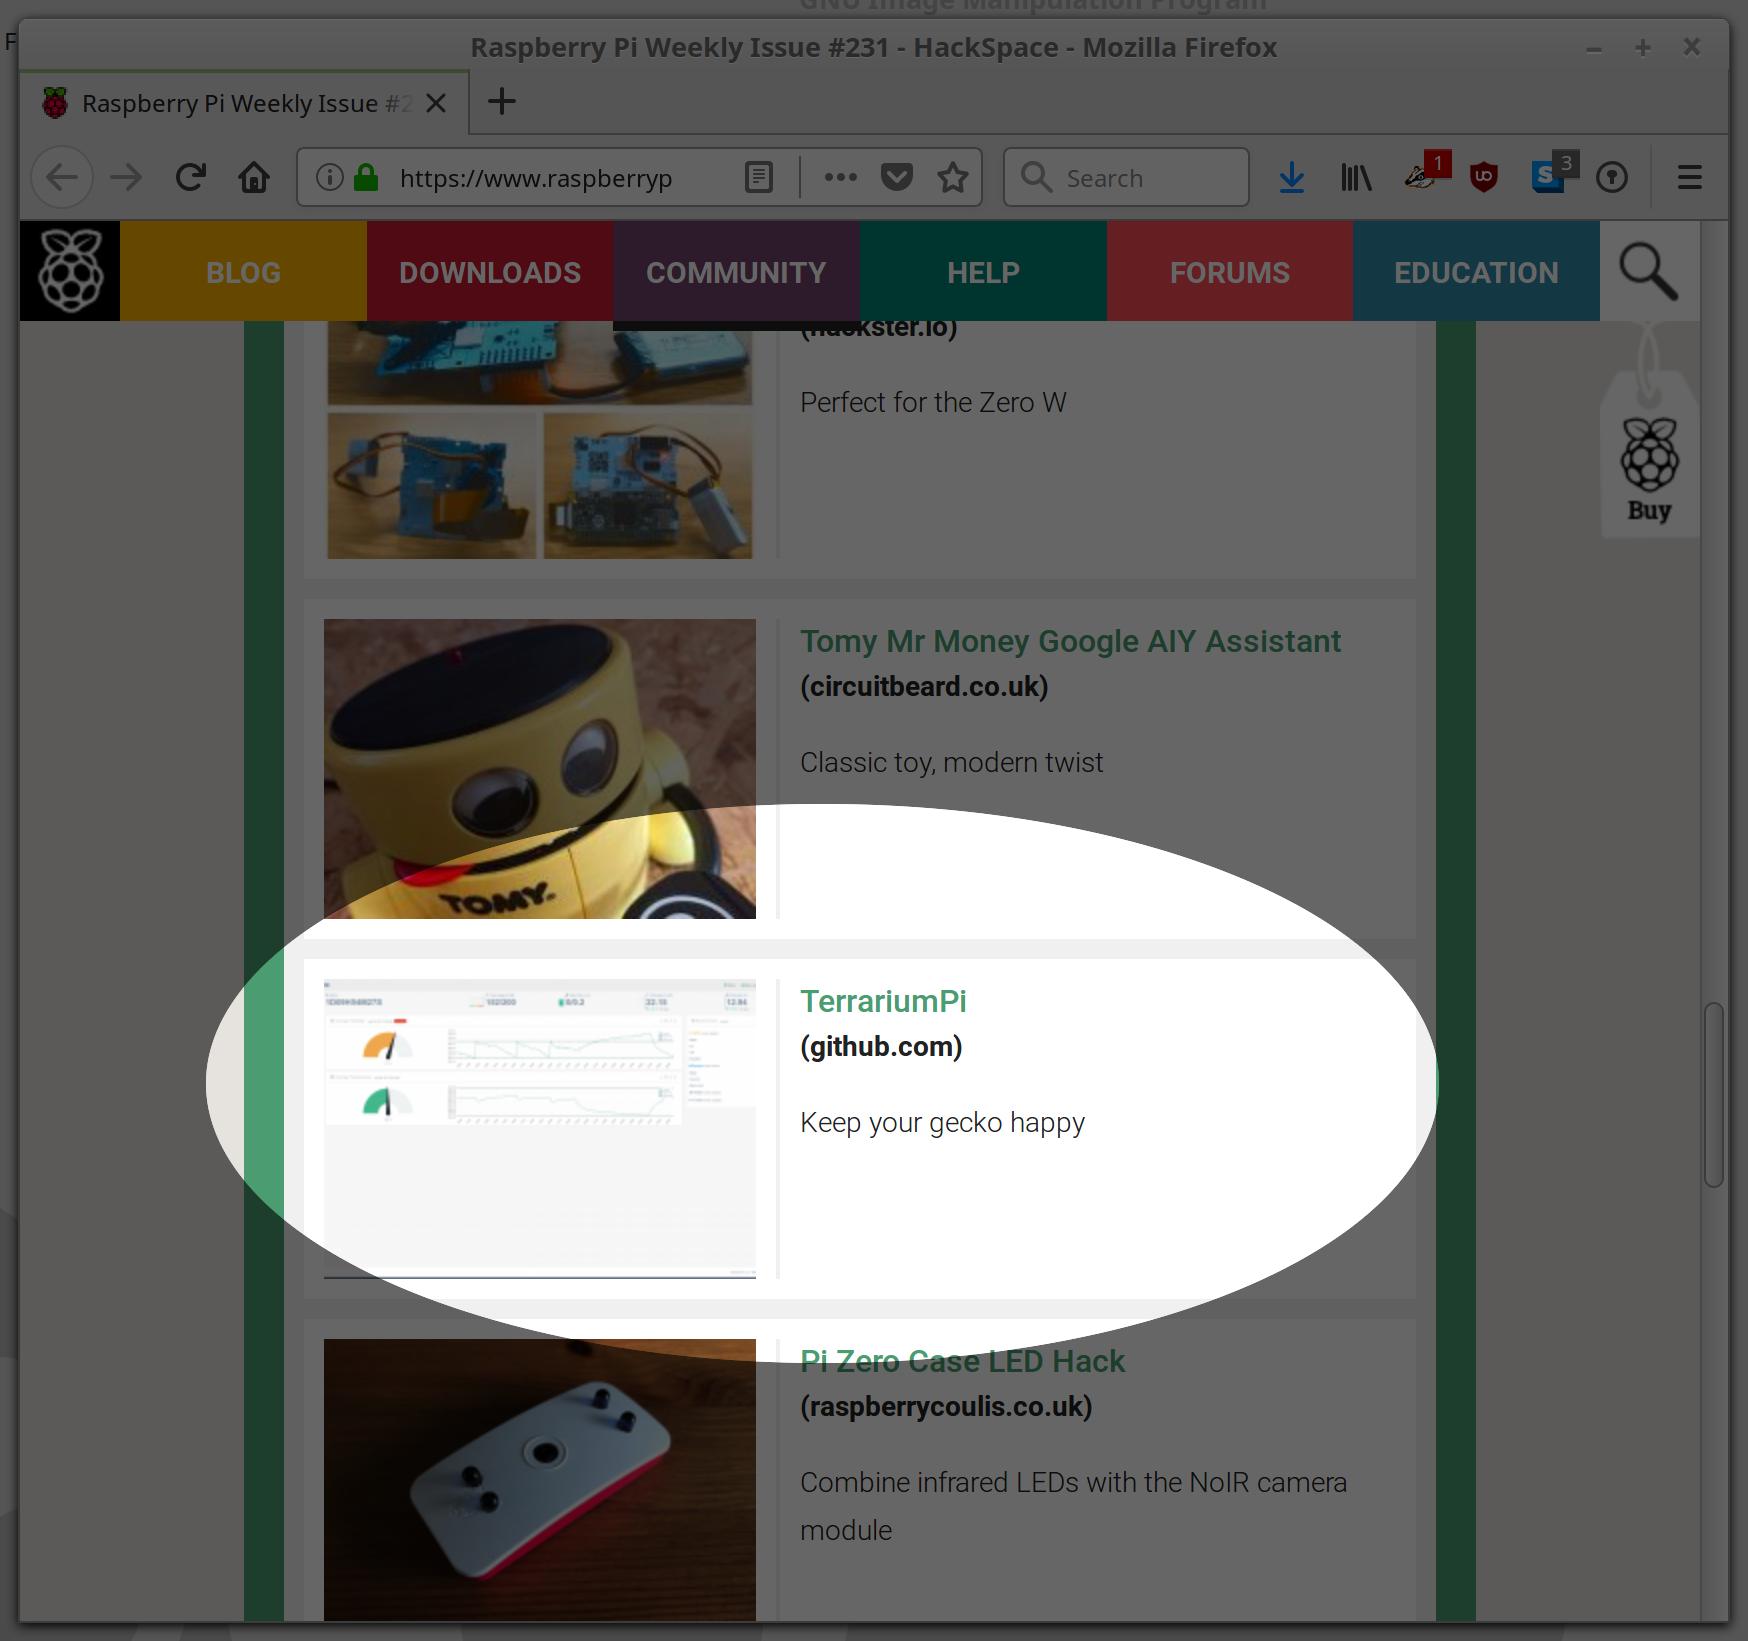 GNU Image Manipulation Program
F
Raspberry Pi Weekly Issue #231 - HackSpace - Mozilla Firefox
Raspberry Pi Weekly Issue #2
https://www.raspberryp
Search
1
3
BLOG
DOWNLOADS
COMMUNITY
HELP
FORUMS
EDUCATION
(hackster.io)
Perfect for the Zero W
Buy
Tomy Mr Money Google AIY Assistant
(circuitbeard.co.uk)
Classic toy, modern twist
TOMY.
TerrariumPi
(github.com)
Keep your gecko happy
Pi Zero Case LED Hack
(raspberrycoulis.co.uk)
Combine infrared LEDs with the NoIR camera
module